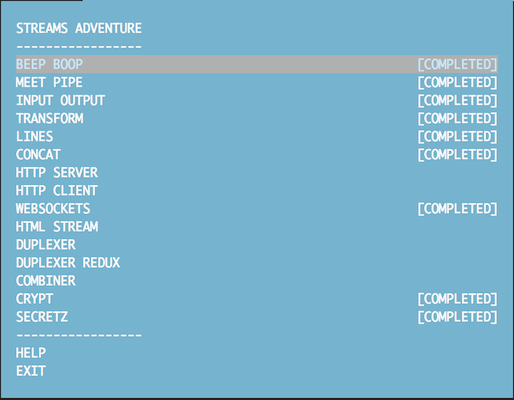 STREAMS ADVENTURE
-----------------
BEEP BOOP [COMPLETED]
MEET PIPE [COMPLETED]
INPUT OUTPUT [COMPLETED]
TRANSFORM [COMPLETED]
LINES [COMPLETED]
CONCAT [COMPLETED]
HTTP SERVER
HTTP CLIENT
WEBSOCKETS [COMPLETED]
HTML STREAM
DUPLEXER
DUPLEXER REDUX
COMBINER
CRYPT [COMPLETED]
SECRETZ [COMPLETED]
-----------------
HELP
EXIT